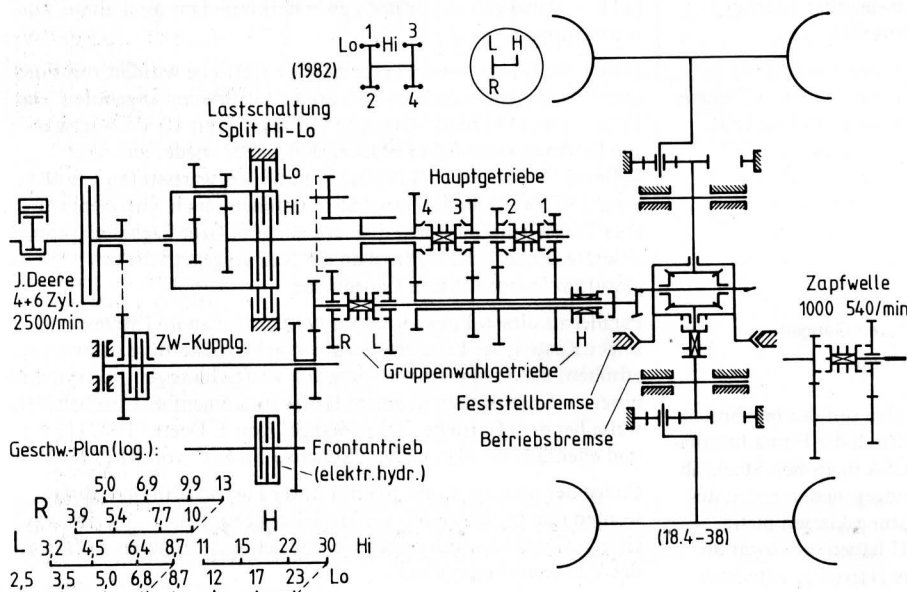 Lo 1 Hi 3
(1982)
2 4
L H
R
Lastschaltung
Split Hi-Lo
Lo
Hi
Hauptgetriebe
4 3 2 1
J.Deere
4+6 Zyl.
2500/min
ZW-Kupplg.
R L
H
Gruppenwahlgetriebe
Feststellbremse
Betriebsbremse
Zapfwelle
1000 540/min
Geschw.-Plan (log.):
Frontantrieb
(elektr.hydr.)
5,0 6,9 9,9 13
R 3,9 5,4 7,7 10
H
L 3,2 4,5 6,4 8,7 11 15 22 30 Hi
2,5 3,5 5,0 6,8 8,7 12 17 23 Lo
(18.4-38)